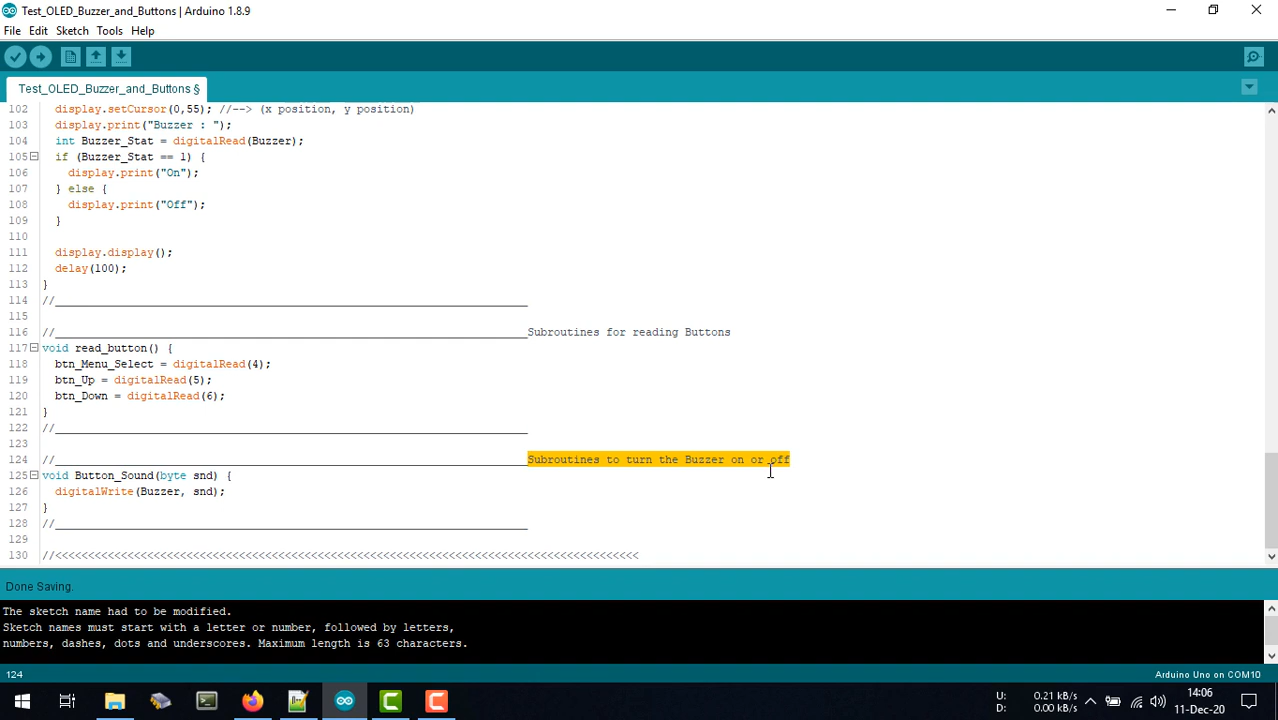 Test_OLED_Buzzer_and_Buttons | Arduino 1.8.9
File Edit Sketch Tools Help
Test_OLED_Buzzer_and_Buttons §
102 display.setCursor(0,55); //--> (x position, y position)
103 display.print("Buzzer : ");
104 int Buzzer_Stat = digitalRead(Buzzer);
105 if (Buzzer_Stat == 1) {
106 display.print("On");
107 } else {
108 display.print("Off");
109 }
110
111 display.display();
112 delay(100);
113 }
114 //________________________________________________________________________
115
116 //________________________________________________________________________Subroutines for reading Buttons
117 void read_button() {
118 btn_Menu_Select = digitalRead(4);
119 btn_Up = digitalRead(5);
120 btn_Down = digitalRead(6);
121 }
122 //________________________________________________________________________
123
124 //________________________________________________________________________Subroutines to turn the Buzzer on or off
125 void Button_Sound(byte snd) {
126 digitalWrite(Buzzer, snd);
127 }
128 //________________________________________________________________________
129
130 //<<<<<<<<<<<<<<<<<<<<<<<<<<<<<<<<<<<<<<<<<<<<<<<<<<<<<<<<<<<<<<<<<<<<<<<<<<<<<<<<<<<<<<<<<
Done Saving.
The sketch name had to be modified.
Sketch names must start with a letter or number, followed by letters,
numbers, dashes, dots and underscores. Maximum length is 63 characters.
124 Arduino Uno on COM10
U: 0.21 kB/s
D: 0.00 kB/s
14:06
11-Dec-20